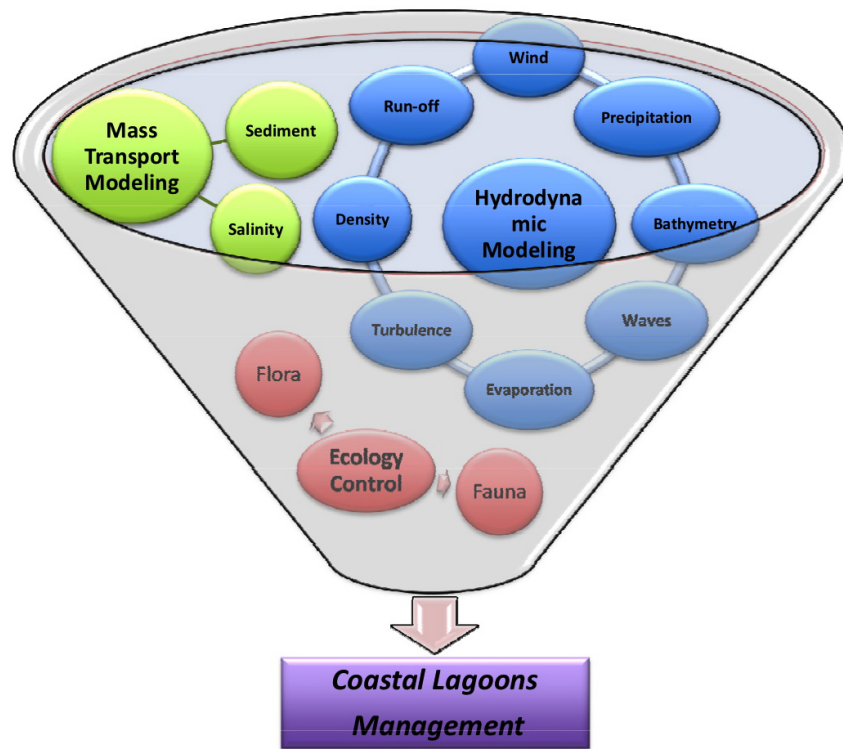 Wind
Run-off
Precipitation
Mass
Transport
Modeling
Sediment
Salinity
Density
Hydrodyna
mic
Modeling
Bathymetry
Turbulence
Waves
Evaporation
Flora
Ecology
Control
Fauna
Coastal Lagoons
Management